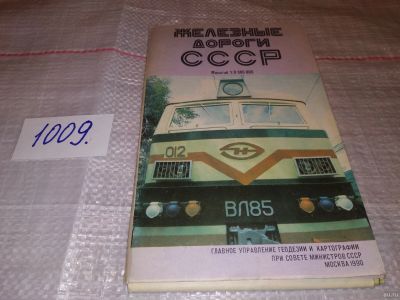 ЖЕЛЕЗНЫЕ
ДОРОГИ
СССР
012
ВЛ85
ГЛАВНОЕ УПРАВЛЕНИЕ ГЕОДЕЗИИ И КАРТОГРАФИИ
ПРИ СОВЕТЕ МИНИСТРОВ СССР
МОСКВА 1990
1009.